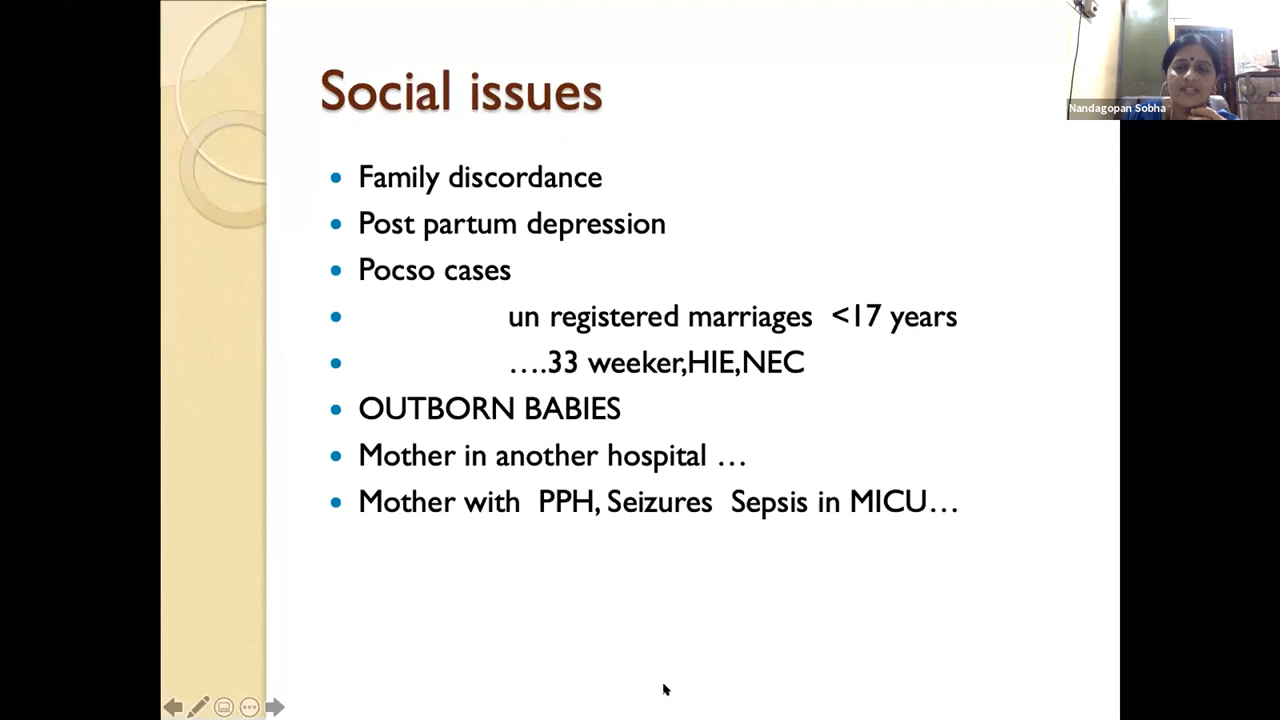 Social issues
Nandagopan Sobha
• Family discordance
• Post partum depression
• Pocso cases
• un registered marriages <17 years
• ....33 weeker,HIE,NEC
• OUTBORN BABIES
• Mother in another hospital ...
• Mother with PPH, Seizures Sepsis in MICU...